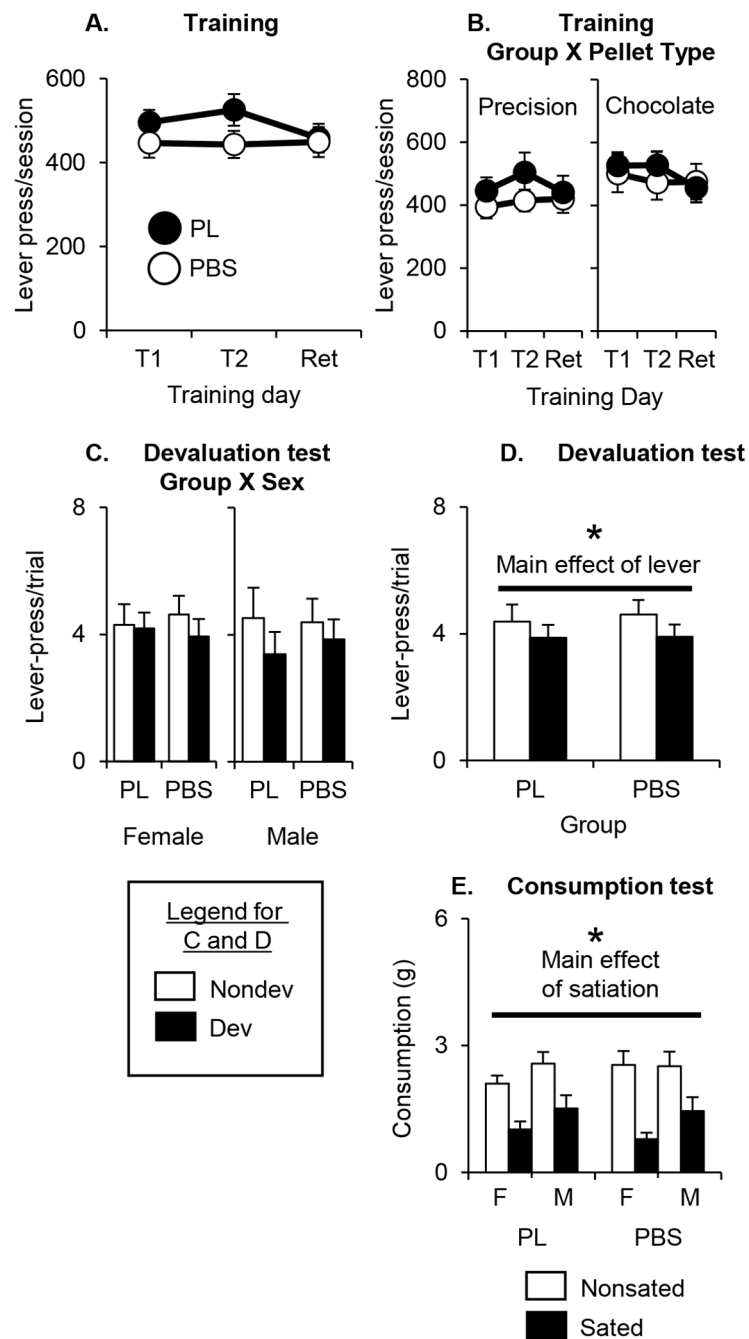 A. Training
600
400
200
0
Lever press/session
PL
PBS
T1 T2 Ret
Training day
B. Training
Group X Pellet Type
800
600
400
200
0
Lever press/session
Precision
Chocolate
T1 T2 Ret
T1 T2 Ret
Training Day
C. Devaluation test
Group X Sex
8
4
0
Lever-press/trial
PL PBS
PL PBS
Female
Male
Legend for
C and D
Nondev
Dev
D. Devaluation test
8
4
0
Lever-press/trial
*
Main effect of lever
PL PBS
Group
E. Consumption test
6
3
0
Consumption (g)
*
Main effect
of satiation
F M F M
PL PBS
Nonsated
Sated